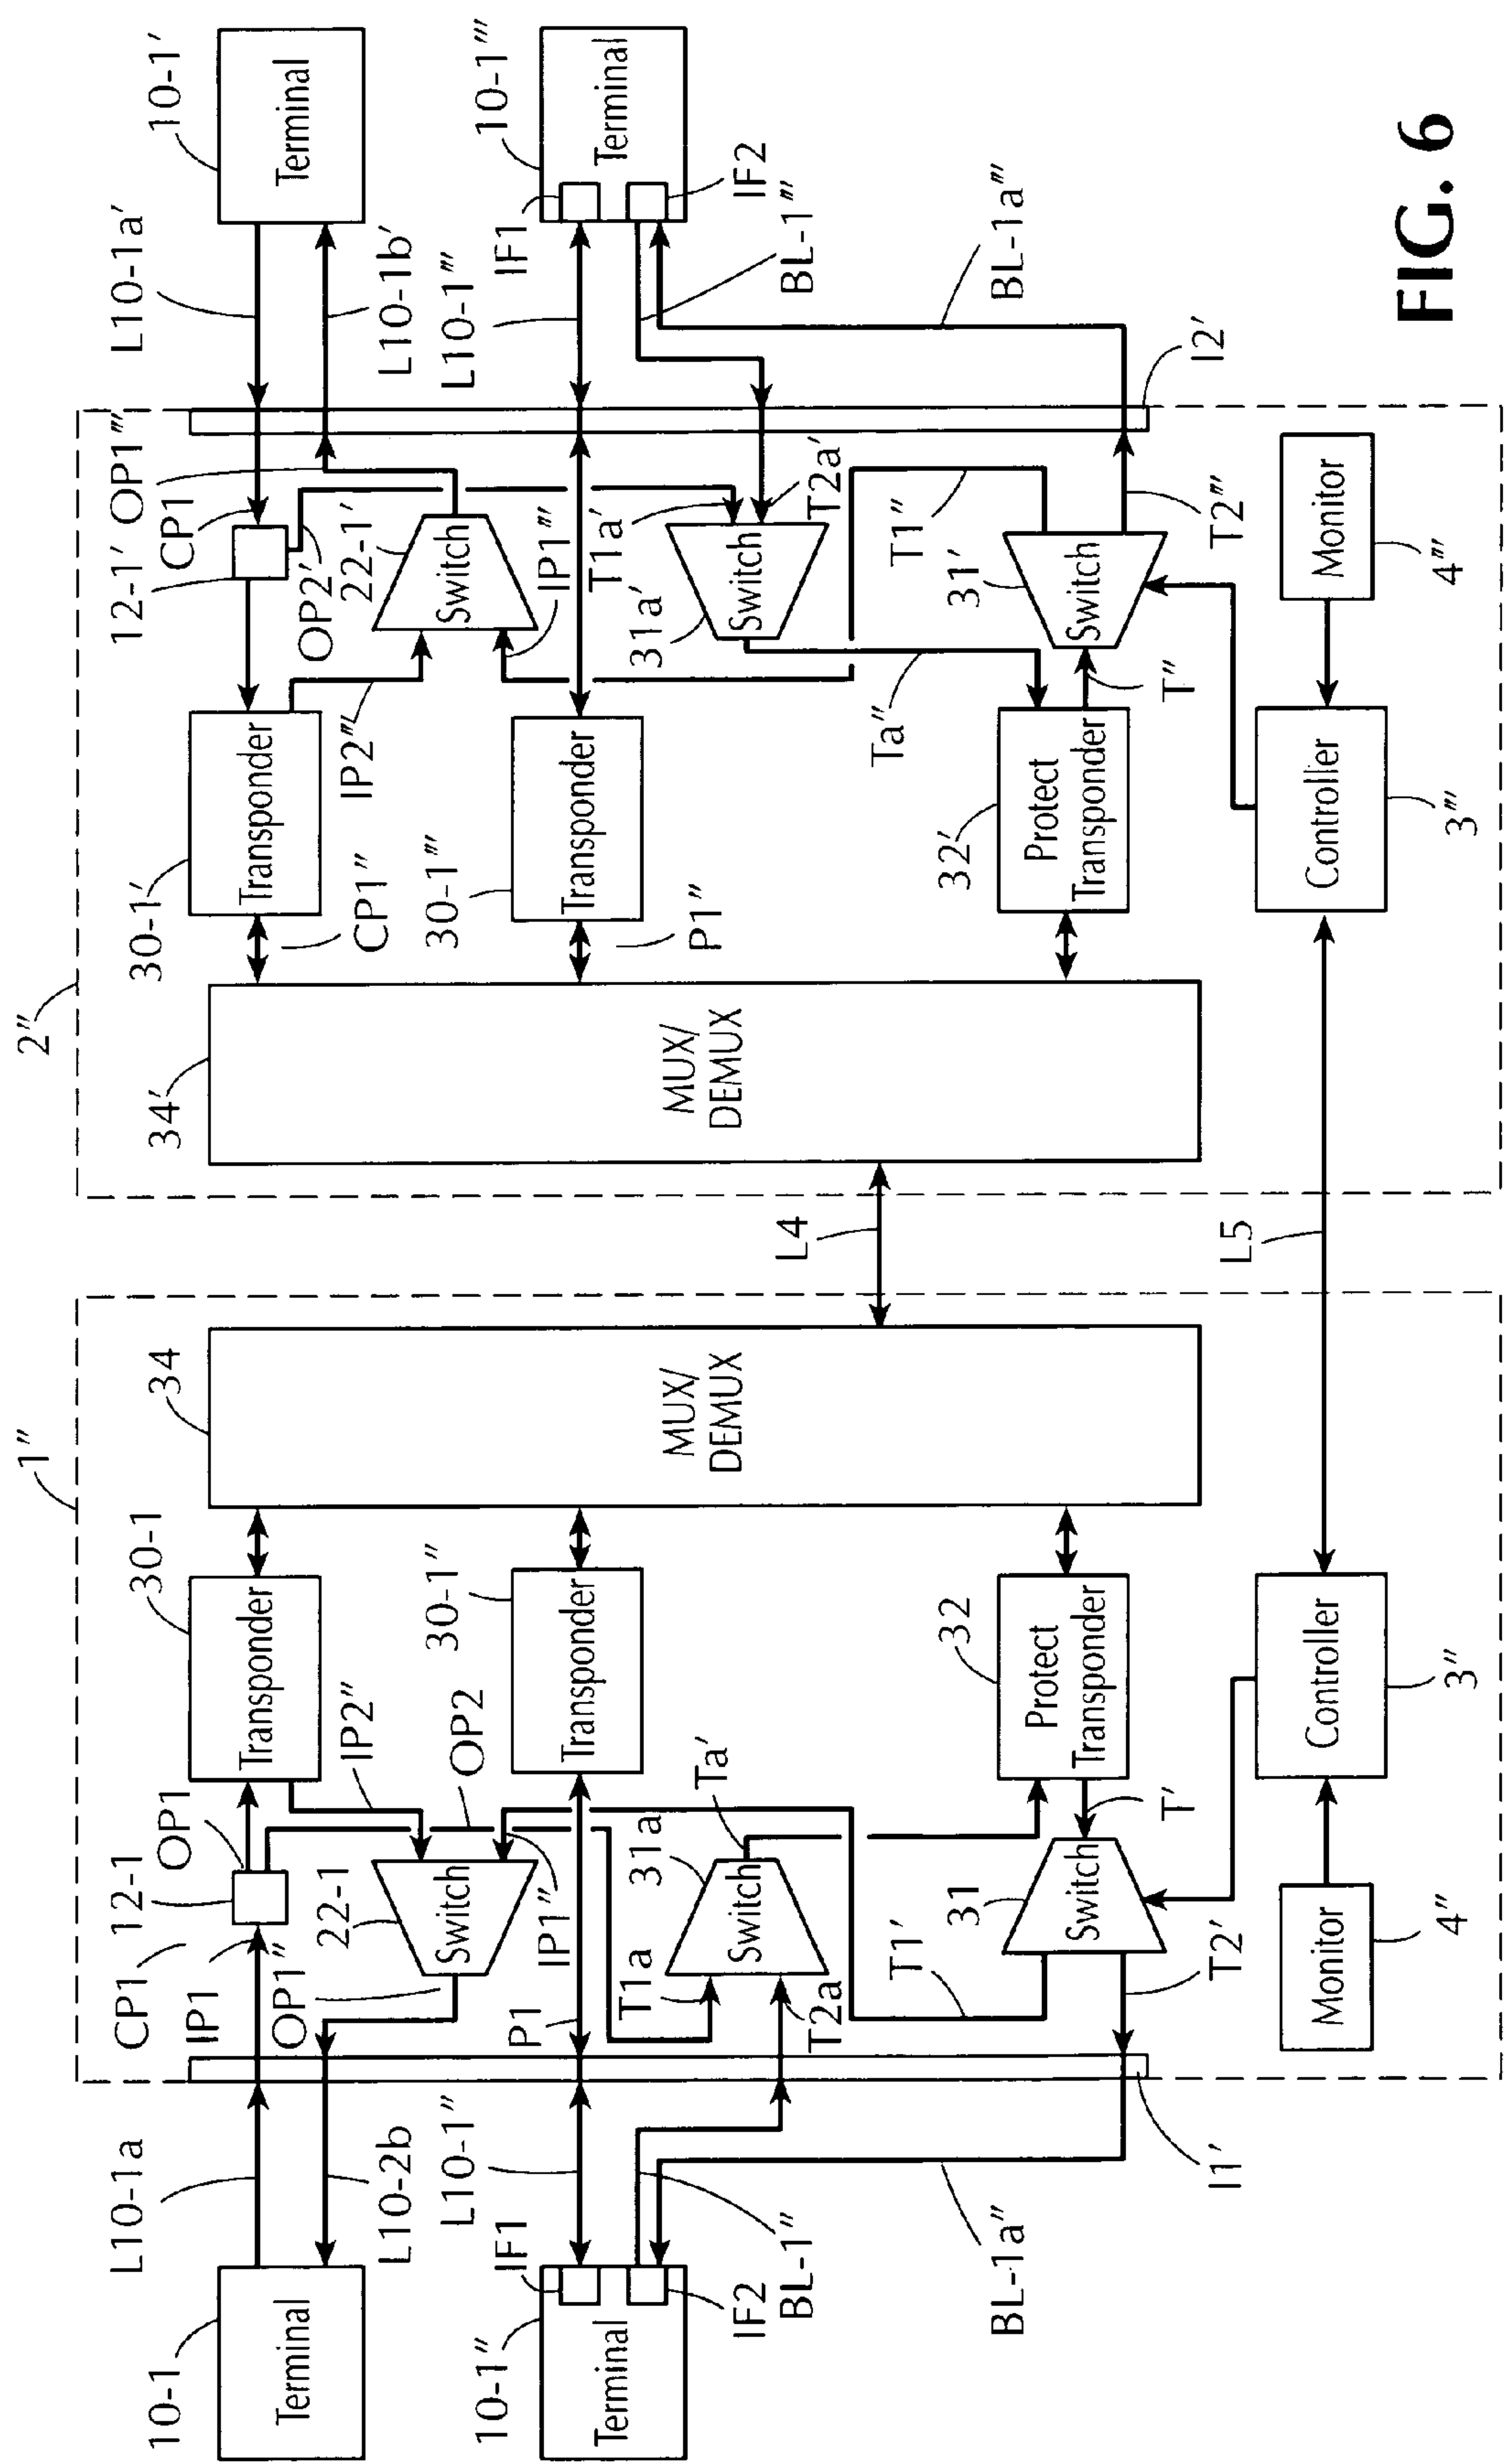 10-1
Terminal
L10-1a
L10-2b
10-1″
Terminal
IF1
IF2
L10-1″
BL-1″
BL-1a″
I1′
1″
CP1
IP1
12-1
OP1
OP1″
22-1
Switch
IP2″
OP2
IP1″
P1
T1a
T2a
31a
Switch
Ta′
T1′
31
Switch
T2′
T′
30-1
Transponder
30-1″
Transponder
32
Protect
Transponder
Monitor
4″
Controller
3″
34
MUX/
DEMUX
L4
L5
2″
34′
MUX/
DEMUX
30-1′
Transponder
CP1″
30-1‴
Transponder
P1″
32′
Protect
Transponder
Controller
3‴
Monitor
4‴
12-1′
CP1
OP1‴
OP2′
22-1′
Switch
IP2‴
IP1‴
T1a′
T2a′
31a′
Switch
Ta″
T1″
31′
Switch
T″
T2‴
I2′
L10-1a′
L10-1b′
10-1′
Terminal
L10-1‴
IF1
10-1‴
Terminal
IF2
BL-1‴
BL-1a‴
FIG. 6